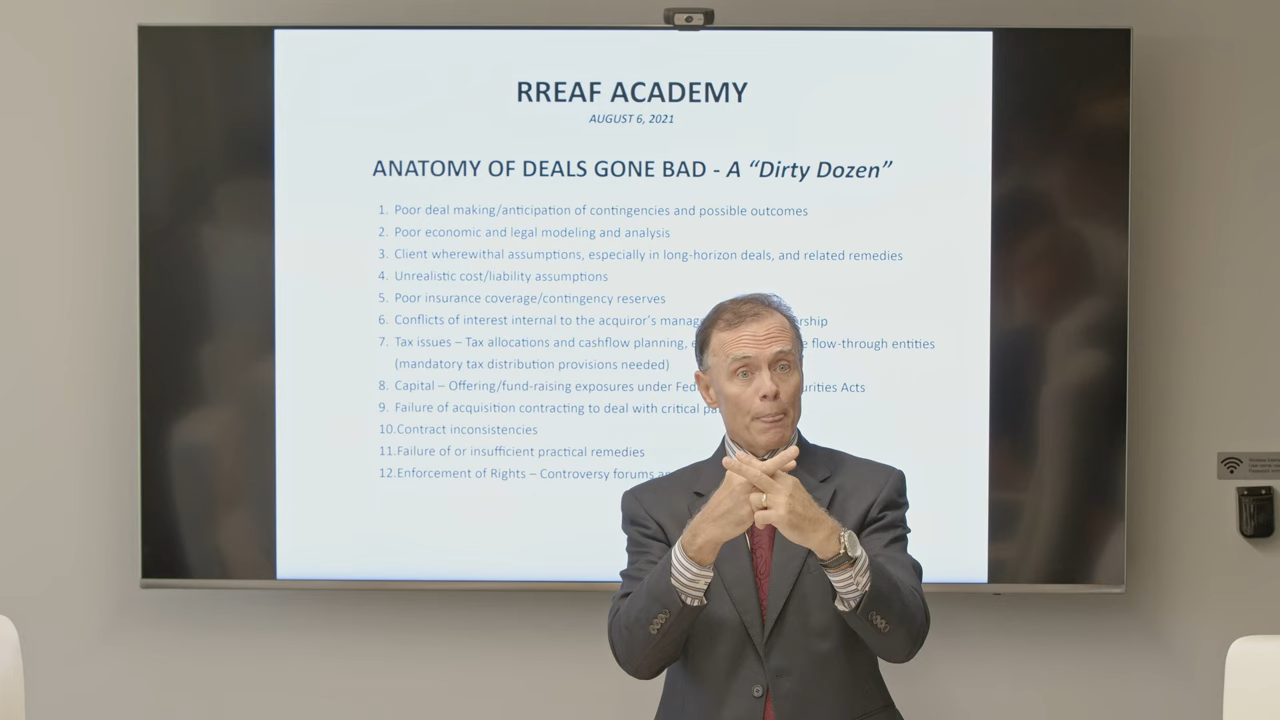 RREAF ACADEMY
AUGUST 6, 2021
ANATOMY OF DEALS GONE BAD - A “Dirty Dozen”
1. Poor deal making/anticipation of contingencies and possible outcomes
2. Poor economic and legal modeling and analysis
3. Client wherewithal assumptions, especially in long-horizon deals, and related remedies
4. Unrealistic cost/liability assumptions
5. Poor insurance coverage/contingency reserves
6. Conflicts of interest internal to the acquiror’s
7. Tax issues – Tax allocations and cashflow planning, flow-through entities
(mandatory tax distribution provisions needed)
8. Capital – Offering/fund-raising exposures under Acts
9. Failure of acquisition contracting to deal with critical
10.Contract inconsistencies
11.Failure of or insufficient practical remedies
12.Enforcement of Rights – Controversy forums